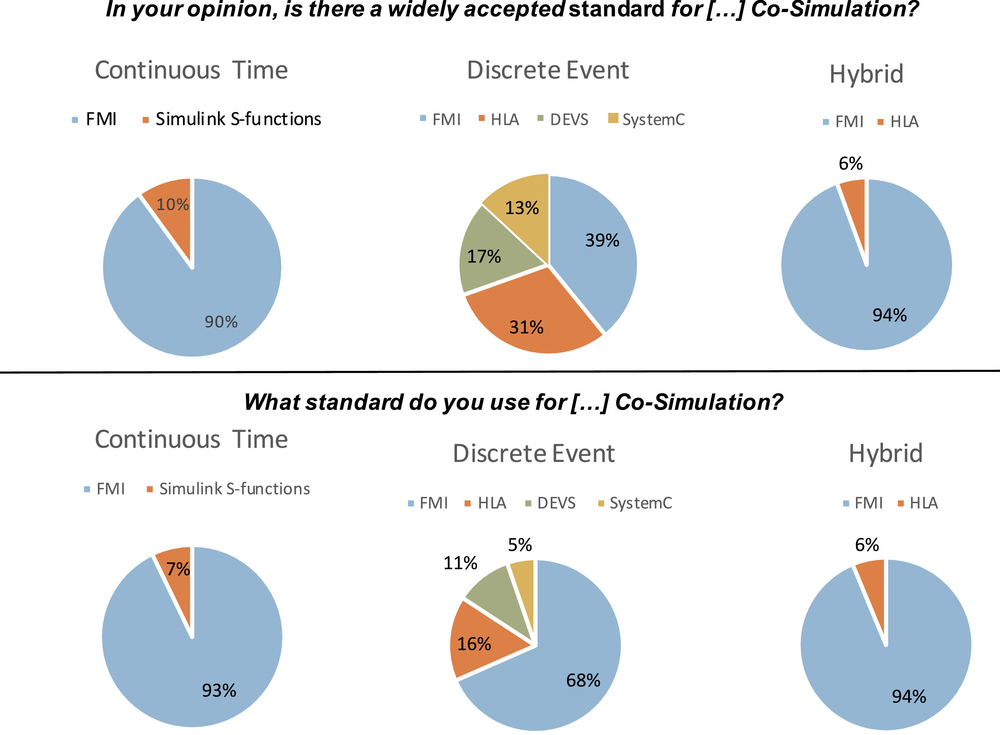 In your opinion, is there a widely accepted standard for [...] Co-Simulation?
Continuous Time
FMI Simulink S-functions
10%
90%
Discrete Event
FMI HLA DEVS SystemC
13%
39%
17%
31%
Hybrid
FMI HLA
6%
94%
What standard do you use for [...] Co-Simulation?
Continuous Time
FMI Simulink S-functions
7%
93%
Discrete Event
FMI HLA DEVS SystemC
5%
11%
16%
68%
Hybrid
FMI HLA
6%
94%